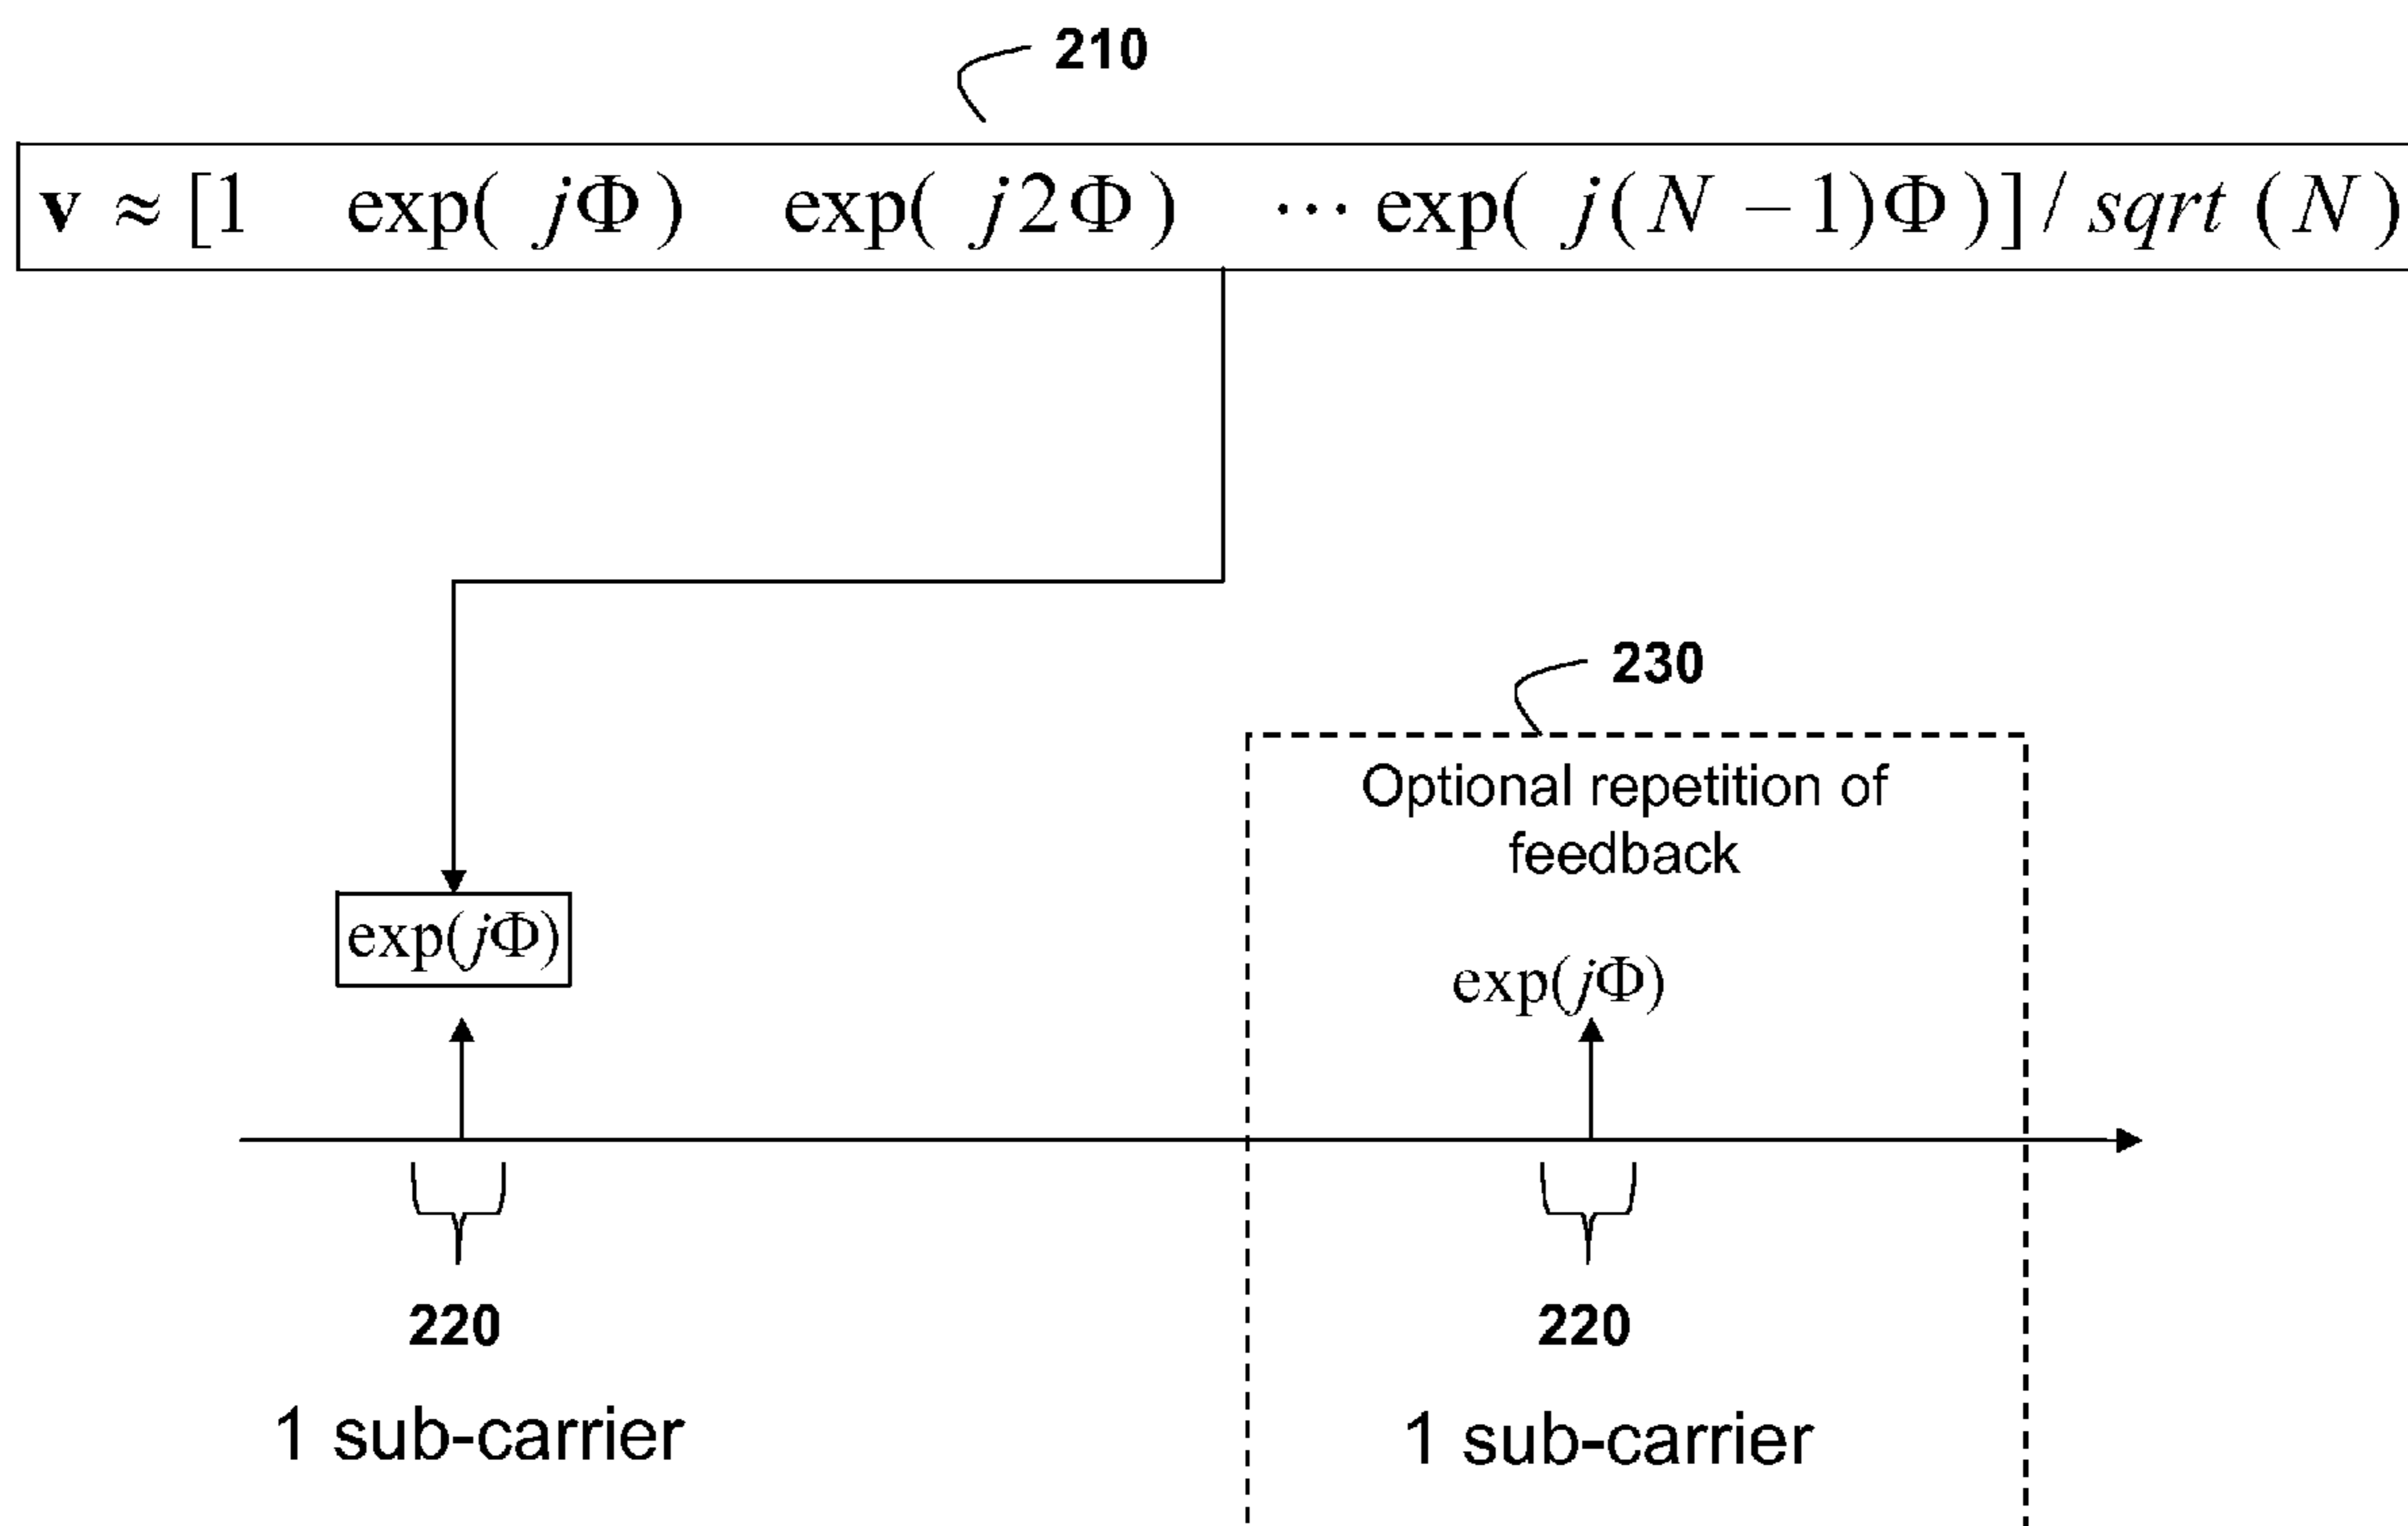 210
v ≈ [1 exp( jΦ) exp( j2Φ) ··· exp( j(N −1)Φ)] / sqrt (N)
230
Optional repetition of
feedback
exp(jΦ)
exp(jΦ)
220
220
1 sub-carrier
1 sub-carrier